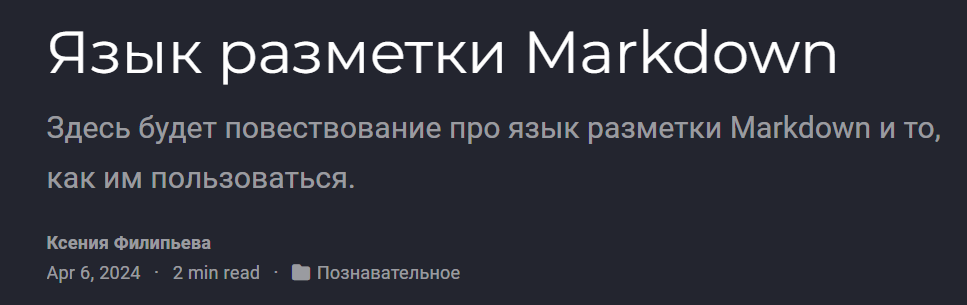 Язык разметки Markdown
Здесь будет повествование про язык разметки Markdown и то,
как им пользоваться.
Ксения Филипьева
Apr 6, 2024 · 2 min read · Познавательное